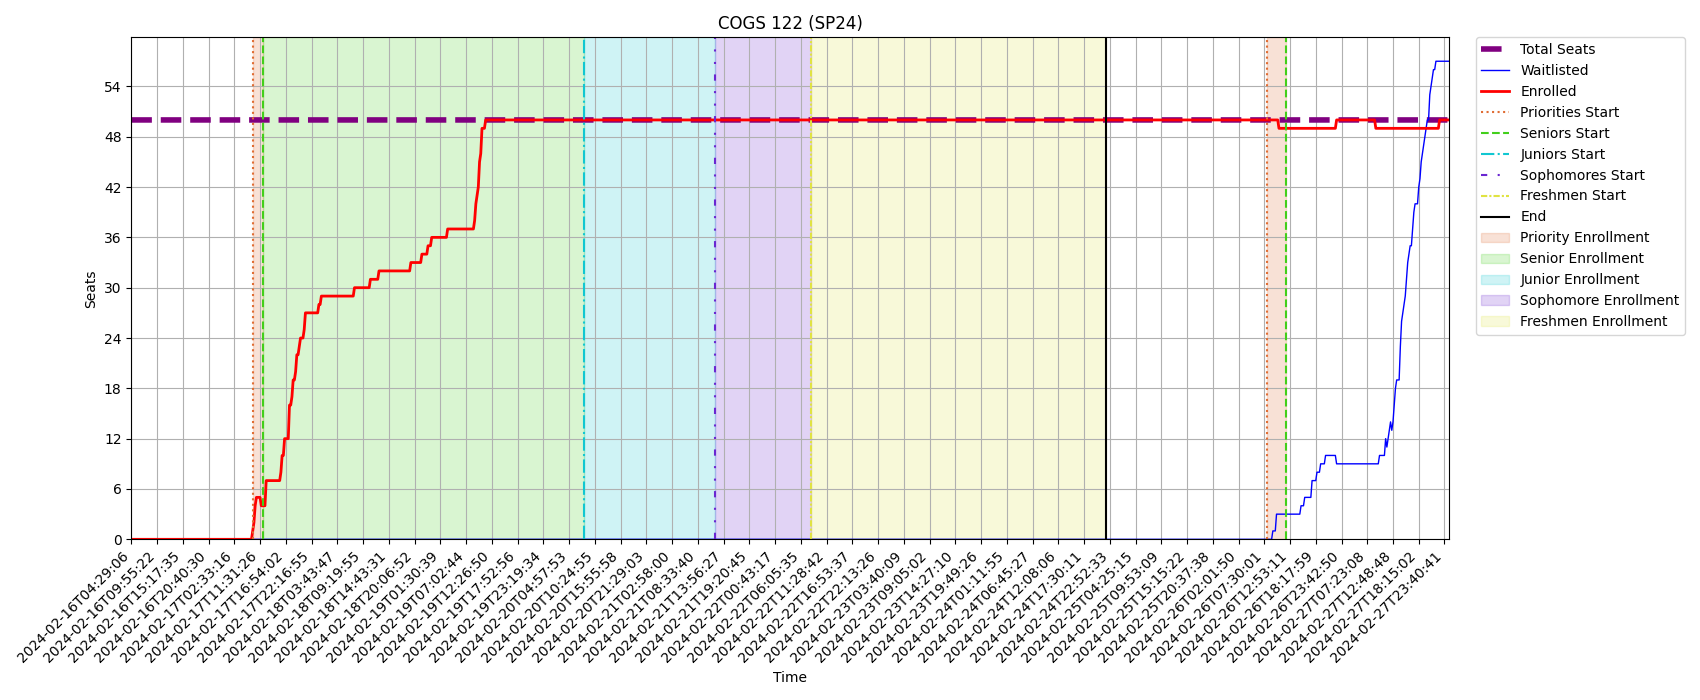 COGS 122 (SP24)
Seats
54
48
42
36
30
24
18
12
6
0
2024-02-16T04:29:06
2024-02-16T09:55:22
2024-02-16T15:17:35
2024-02-16T20:40:30
2024-02-17T02:33:16
2024-02-17T11:31:26
2024-02-17T16:54:02
2024-02-17T22:16:55
2024-02-18T03:43:47
2024-02-18T09:19:55
2024-02-18T14:43:31
2024-02-18T20:06:52
2024-02-19T01:30:39
2024-02-19T07:02:44
2024-02-19T12:26:50
2024-02-19T17:52:56
2024-02-19T23:19:34
2024-02-20T04:57:53
2024-02-20T10:24:55
2024-02-20T15:55:58
2024-02-20T21:29:03
2024-02-21T02:58:00
2024-02-21T08:33:40
2024-02-21T13:56:27
2024-02-21T19:20:45
2024-02-22T00:43:17
2024-02-22T06:05:35
2024-02-22T11:28:42
2024-02-22T16:53:37
2024-02-22T22:13:26
2024-02-23T03:40:09
2024-02-23T09:05:02
2024-02-23T14:27:10
2024-02-23T19:49:26
2024-02-24T01:11:55
2024-02-24T06:45:27
2024-02-24T12:08:06
2024-02-24T17:30:11
2024-02-24T22:52:33
2024-02-25T04:25:15
2024-02-25T09:53:09
2024-02-25T15:15:22
2024-02-25T20:37:38
2024-02-26T02:01:50
2024-02-26T07:30:01
2024-02-26T12:53:11
2024-02-26T18:17:59
2024-02-26T23:42:50
2024-02-27T07:23:08
2024-02-27T12:48:48
2024-02-27T18:15:02
2024-02-27T23:40:41
Time
Total Seats
Waitlisted
Enrolled
Priorities Start
Seniors Start
Juniors Start
Sophomores Start
Freshmen Start
End
Priority Enrollment
Senior Enrollment
Junior Enrollment
Sophomore Enrollment
Freshmen Enrollment